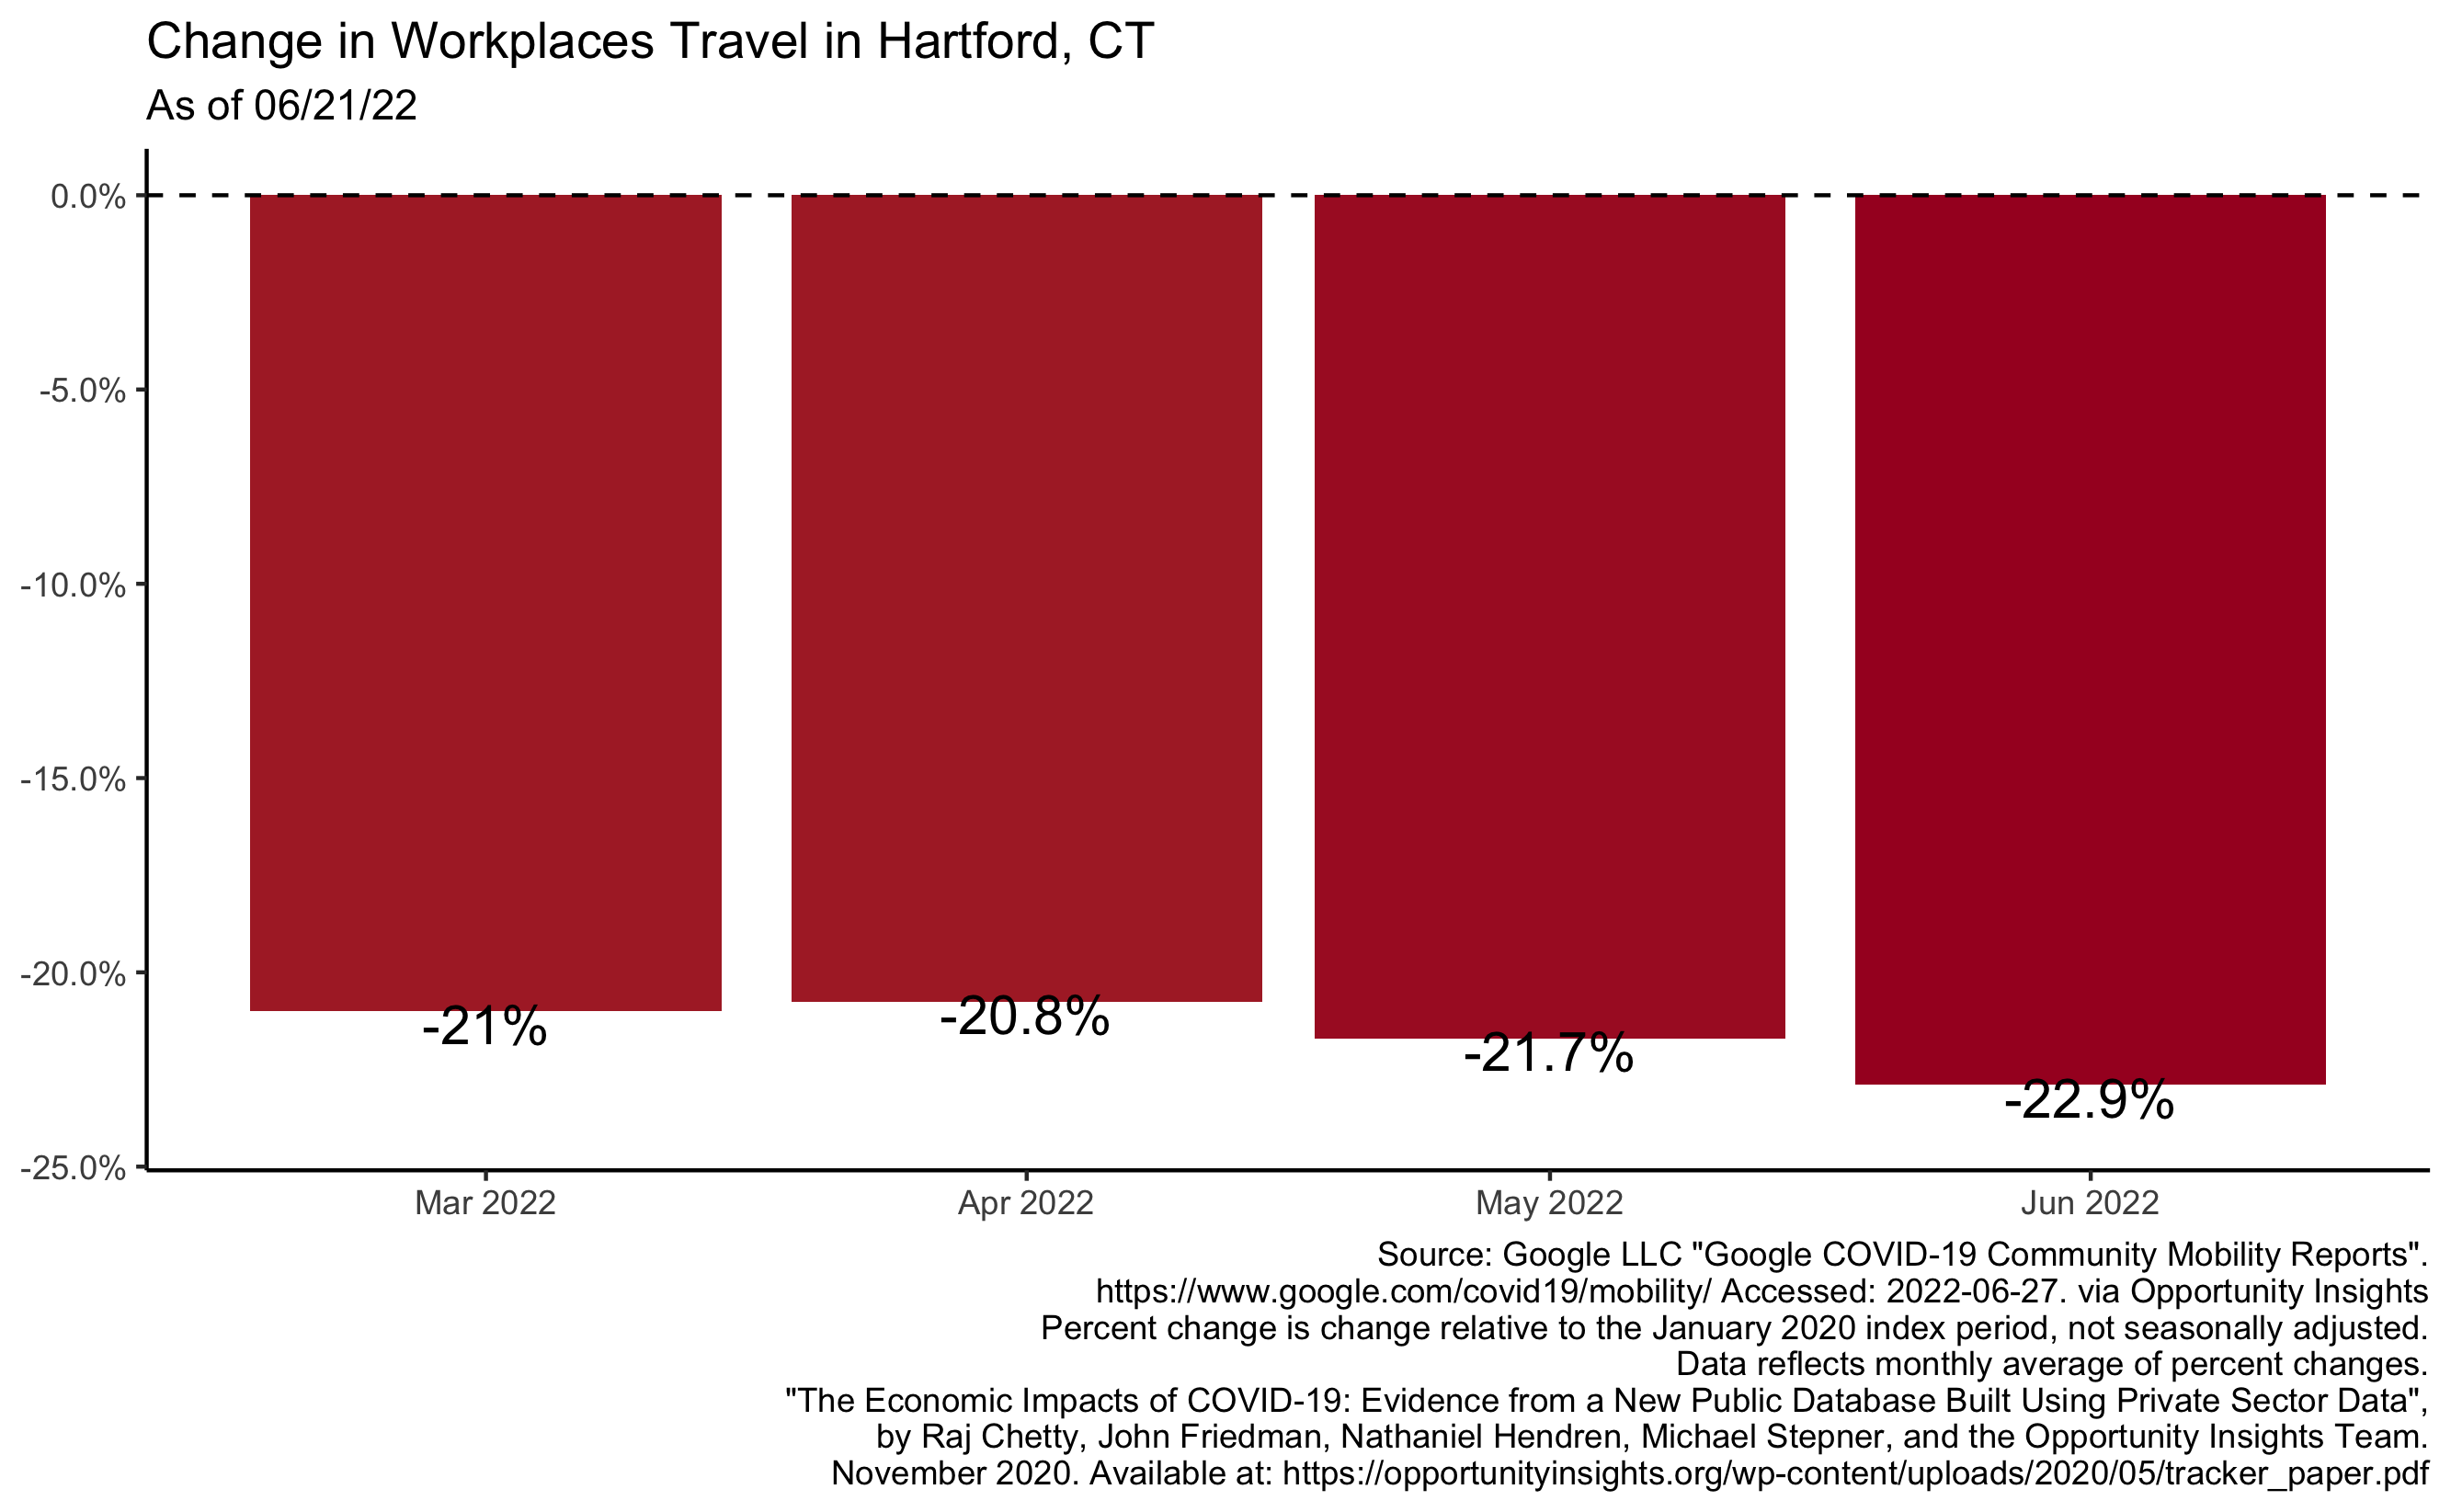 Change in Workplaces Travel in Hartford, CT
As of 06/21/22
0.0%
-5.0%
-10.0%
-15.0%
-20.0%
-25.0%
-21%
-20.8%
-21.7%
-22.9%
Mar 2022
Apr 2022
May 2022
Jun 2022
Source: Google LLC "Google COVID-19 Community Mobility Reports".
https://www.google.com/covid19/mobility/ Accessed: 2022-06-27. via Opportunity Insights
Percent change is change relative to the January 2020 index period, not seasonally adjusted.
Data reflects monthly average of percent changes.
"The Economic Impacts of COVID-19: Evidence from a New Public Database Built Using Private Sector Data",
by Raj Chetty, John Friedman, Nathaniel Hendren, Michael Stepner, and the Opportunity Insights Team.
November 2020. Available at: https://opportunityinsights.org/wp-content/uploads/2020/05/tracker_paper.pdf